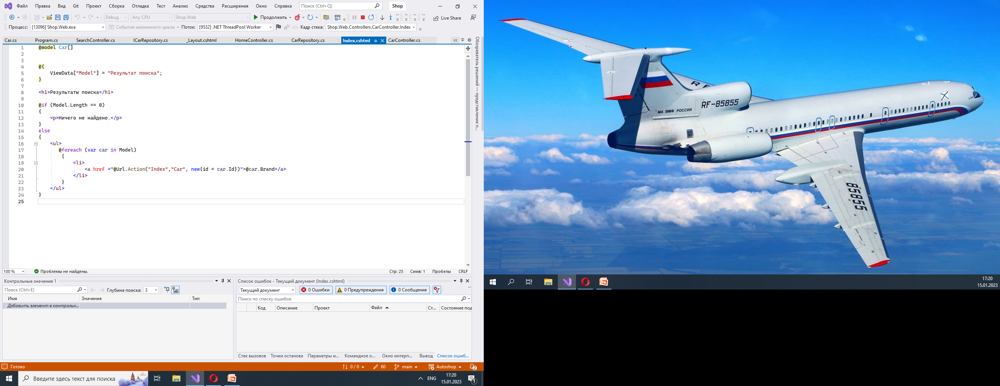 Файл Правка Вид Git Проект Сборка Отладка Тест Анализ Средства Расширения Окно Справка Поиск (Ctrl+Q) Shop
Debug Any CPU Shop.Web Продолжить Live Share
Процесс: [13096] Shop.Web.exe События жизненного цикла Поток: [9532] .NET ThreadPool Worker Кадр стека: Shop.Web.Controllers.CarController.Index
Car.cs Program.cs SearchController.cs ICarRepository.cs _Layout.cshtml HomeController.cs CarRepository.cs Index.cshtml CarController.cs
Обозреватель решений — представление п...
1 @model Car[]
2
3
4 @{
5 ViewData["Model"] = "Результат поиска";
6 }
7
8 <h1>Результаты поиска</h1>
9
10 @if (Model.Length == 0)
11 {
12 <p>Ничего не найдено.</p>
13 }
14 else
15 {
16 <ul>
17 @foreach (var car in Model)
18 {
19 <li>
20 <a href ="@Url.Action("Index","Car", new{id = car.Id})">@car.Brand</a>
21 </li>
22 }
23 </ul>
24 }
25
100 % Проблемы не найдены. Стр: 25 Симв: 1 Пробелы CRLF
Контрольные значения 1
Поиск (Ctrl+E) Глубина поиска: 3
Имя Значение Тип
Добавить элемент в контрольн...
Список ошибок - Текущий документ (Index.cshtml)
Текущий документ 0 Ошибки 0 Предупреждения 0 Сообщения
Поиск по списку ошибок
Код Описание Проект Файл Ст... Состояние под
Стек вызовов Точки останова Параметры и... Командное о... Окно интерп... Вывод Список ошиб...
Готово 0 / 0 60 main Autoshop 2
Введите здесь текст для поиска ENG 17:20
15.01.2023 1
RF-85855
МА ВМФ РОССИИ
85855
17:20
15.01.2023